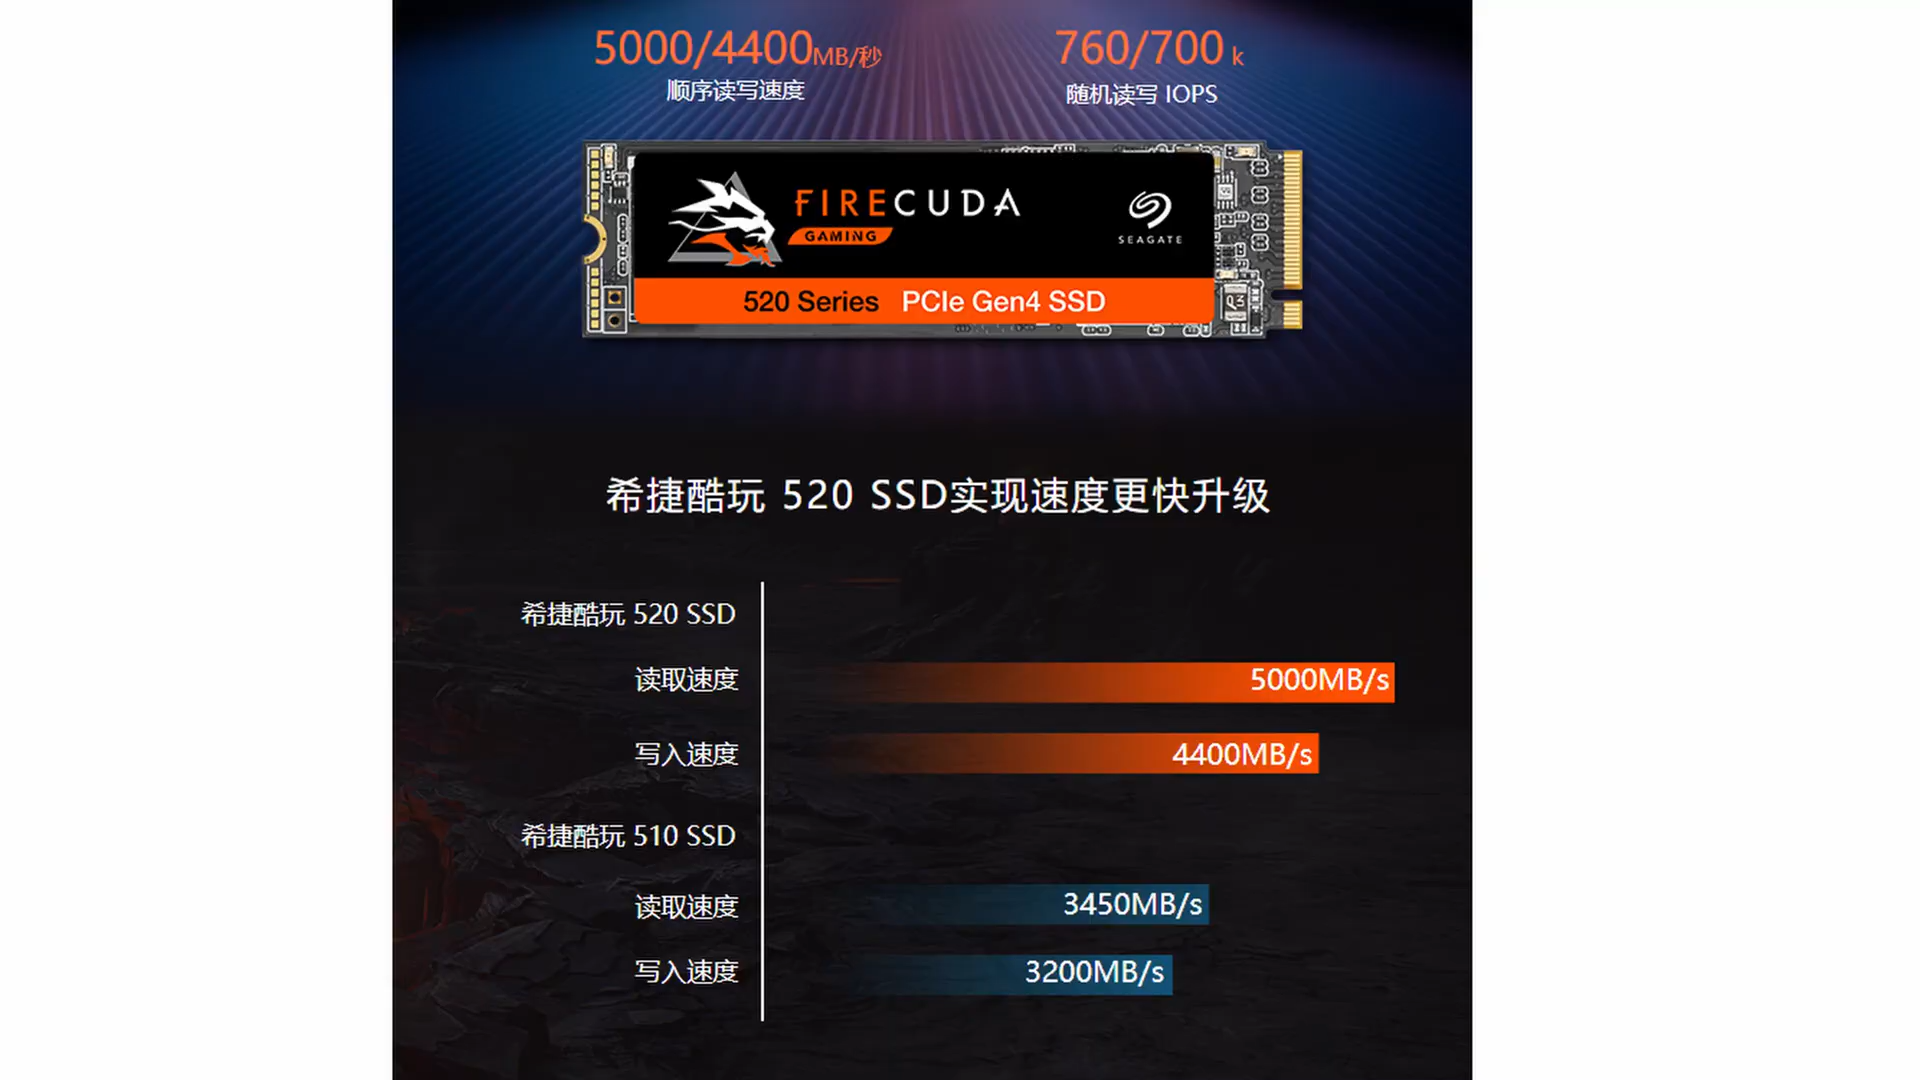 5000/4400MB/秒
760/700 k
顺序读写速度
随机读写 IOPS
FIRECUDA
GAMING
SEAGATE
520 Series PCIe Gen4 SSD
希捷酷玩 520 SSD实现速度更快升级
希捷酷玩 520 SSD
读取速度 5000MB/s
写入速度 4400MB/s
希捷酷玩 510 SSD
读取速度 3450MB/s
写入速度 3200MB/s